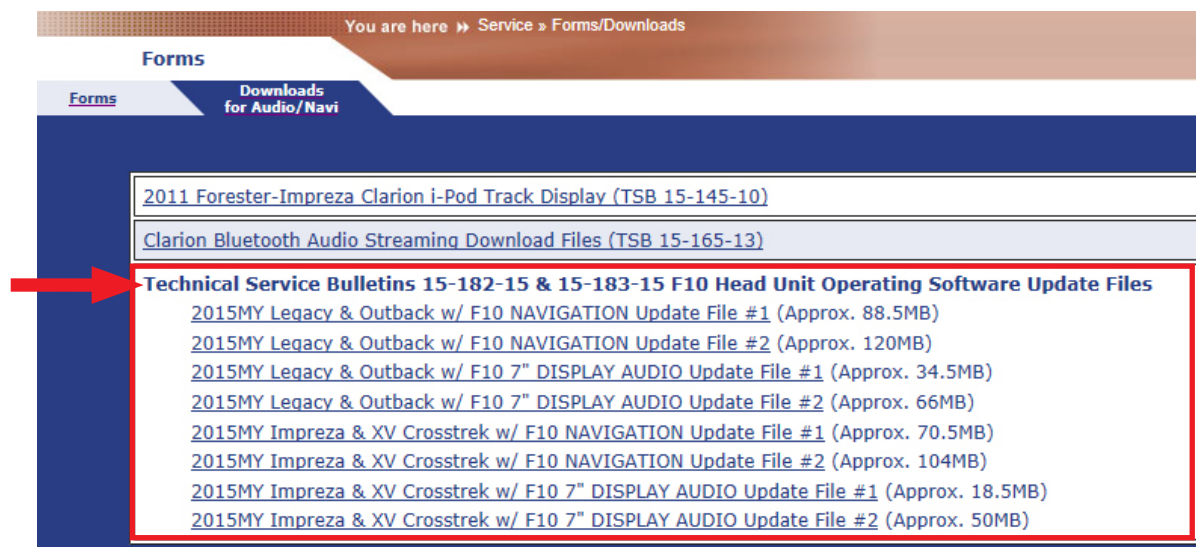 You are here » Service » Forms/Downloads
Forms
Forms
Downloads
for Audio/Navi
2011 Forester-Impreza Clarion i-Pod Track Display (TSB 15-145-10)
Clarion Bluetooth Audio Streaming Download Files (TSB 15-165-13)
Technical Service Bulletins 15-182-15 & 15-183-15 F10 Head Unit Operating Software Update Files
2015MY Legacy & Outback w/ F10 NAVIGATION Update File #1 (Approx. 88.5MB)
2015MY Legacy & Outback w/ F10 NAVIGATION Update File #2 (Approx. 120MB)
2015MY Legacy & Outback w/ F10 7" DISPLAY AUDIO Update File #1 (Approx. 34.5MB)
2015MY Legacy & Outback w/ F10 7" DISPLAY AUDIO Update File #2 (Approx. 66MB)
2015MY Impreza & XV Crosstrek w/ F10 NAVIGATION Update File #1 (Approx. 70.5MB)
2015MY Impreza & XV Crosstrek w/ F10 NAVIGATION Update File #2 (Approx. 104MB)
2015MY Impreza & XV Crosstrek w/ F10 7" DISPLAY AUDIO Update File #1 (Approx. 18.5MB)
2015MY Impreza & XV Crosstrek w/ F10 7" DISPLAY AUDIO Update File #2 (Approx. 50MB)